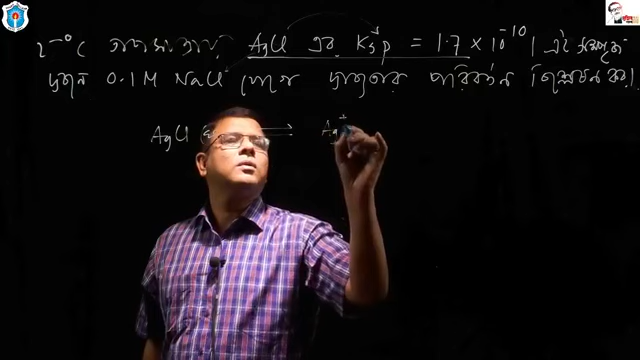 ২৫°C তাপমাত্রায় AgCl এর Ksp = 1.7 × 10⁻¹⁰। এই
0.1M NaCl যোগে দ্রাব্যতার পরিবর্তন বিশ্লেষণ কর।
AgCl ⇌ Ag⁺